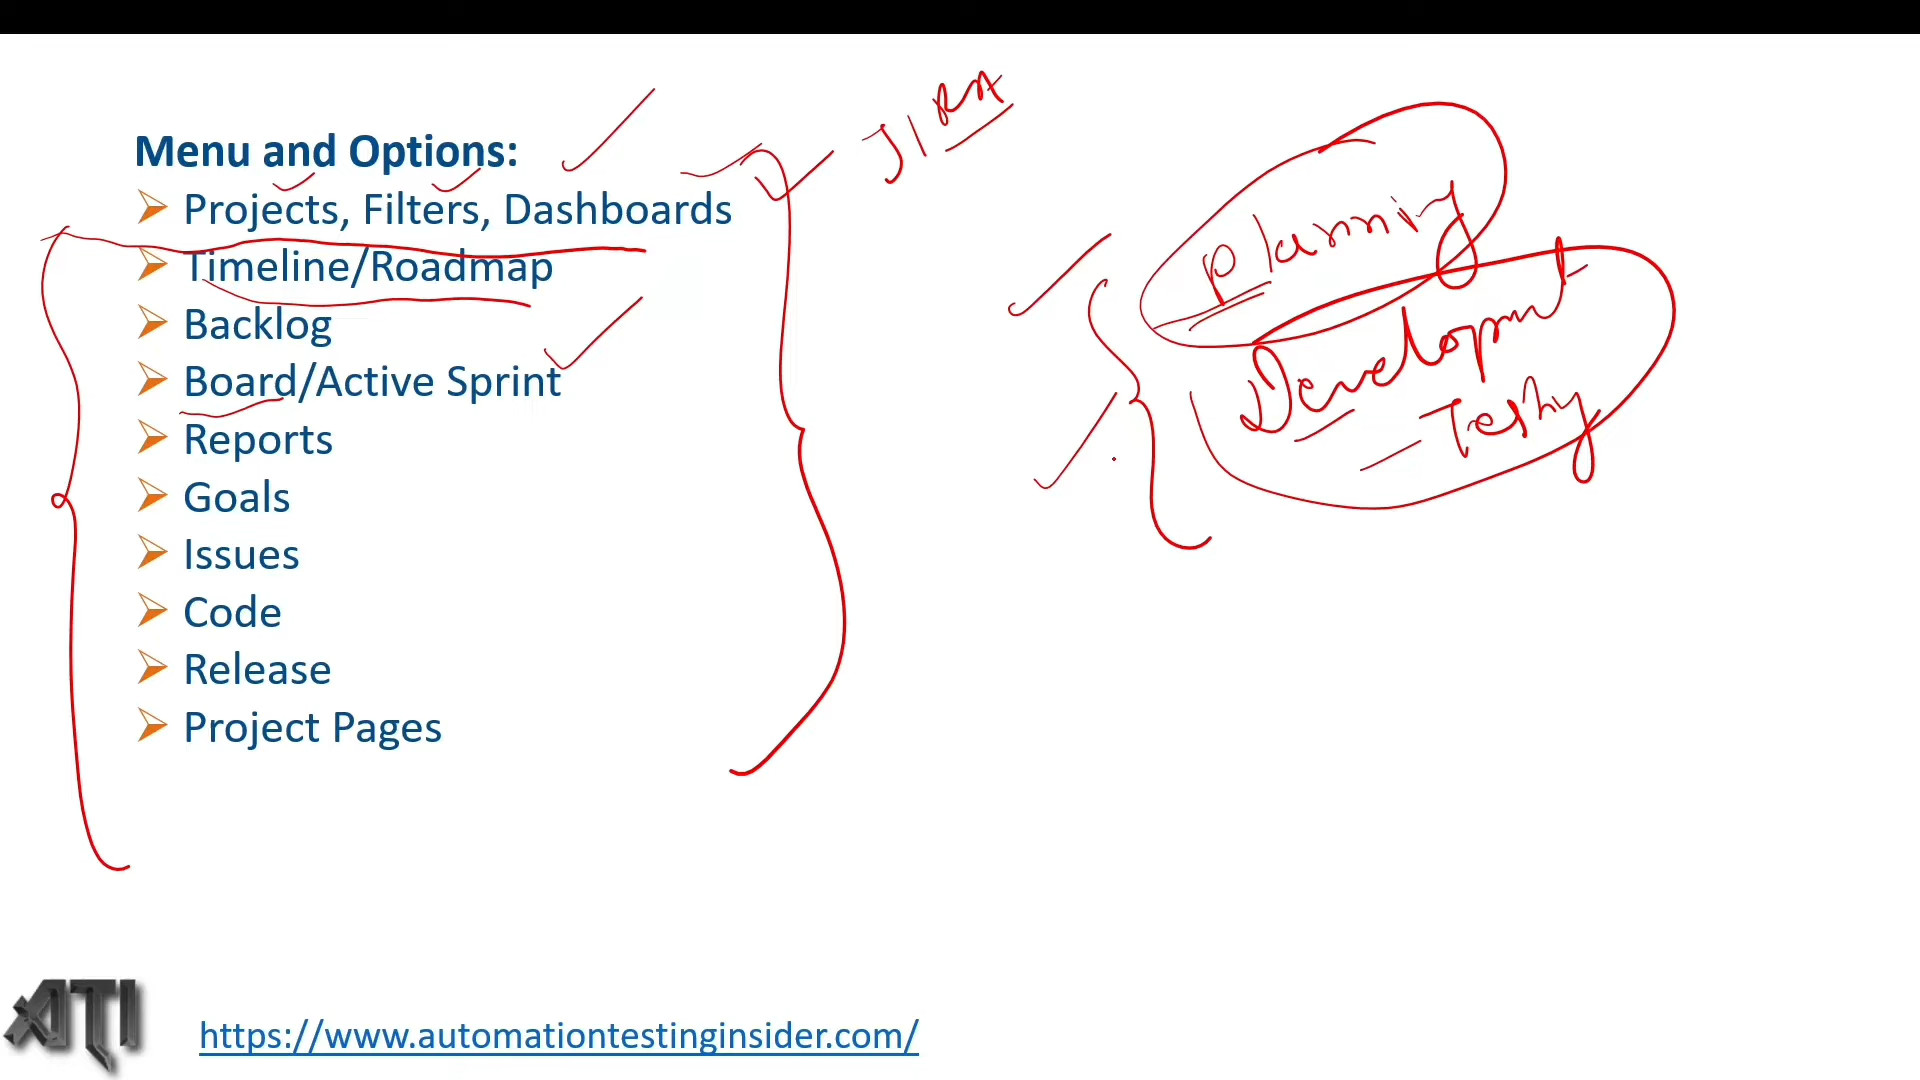 Menu and Options:
Projects, Filters, Dashboards
Timeline/Roadmap
Backlog
Board/Active Sprint
Reports
Goals
Issues
Code
Release
Project Pages
JIRA
Planning
Development
- Testing
ATI
https://www.automationtestinginsider.com/